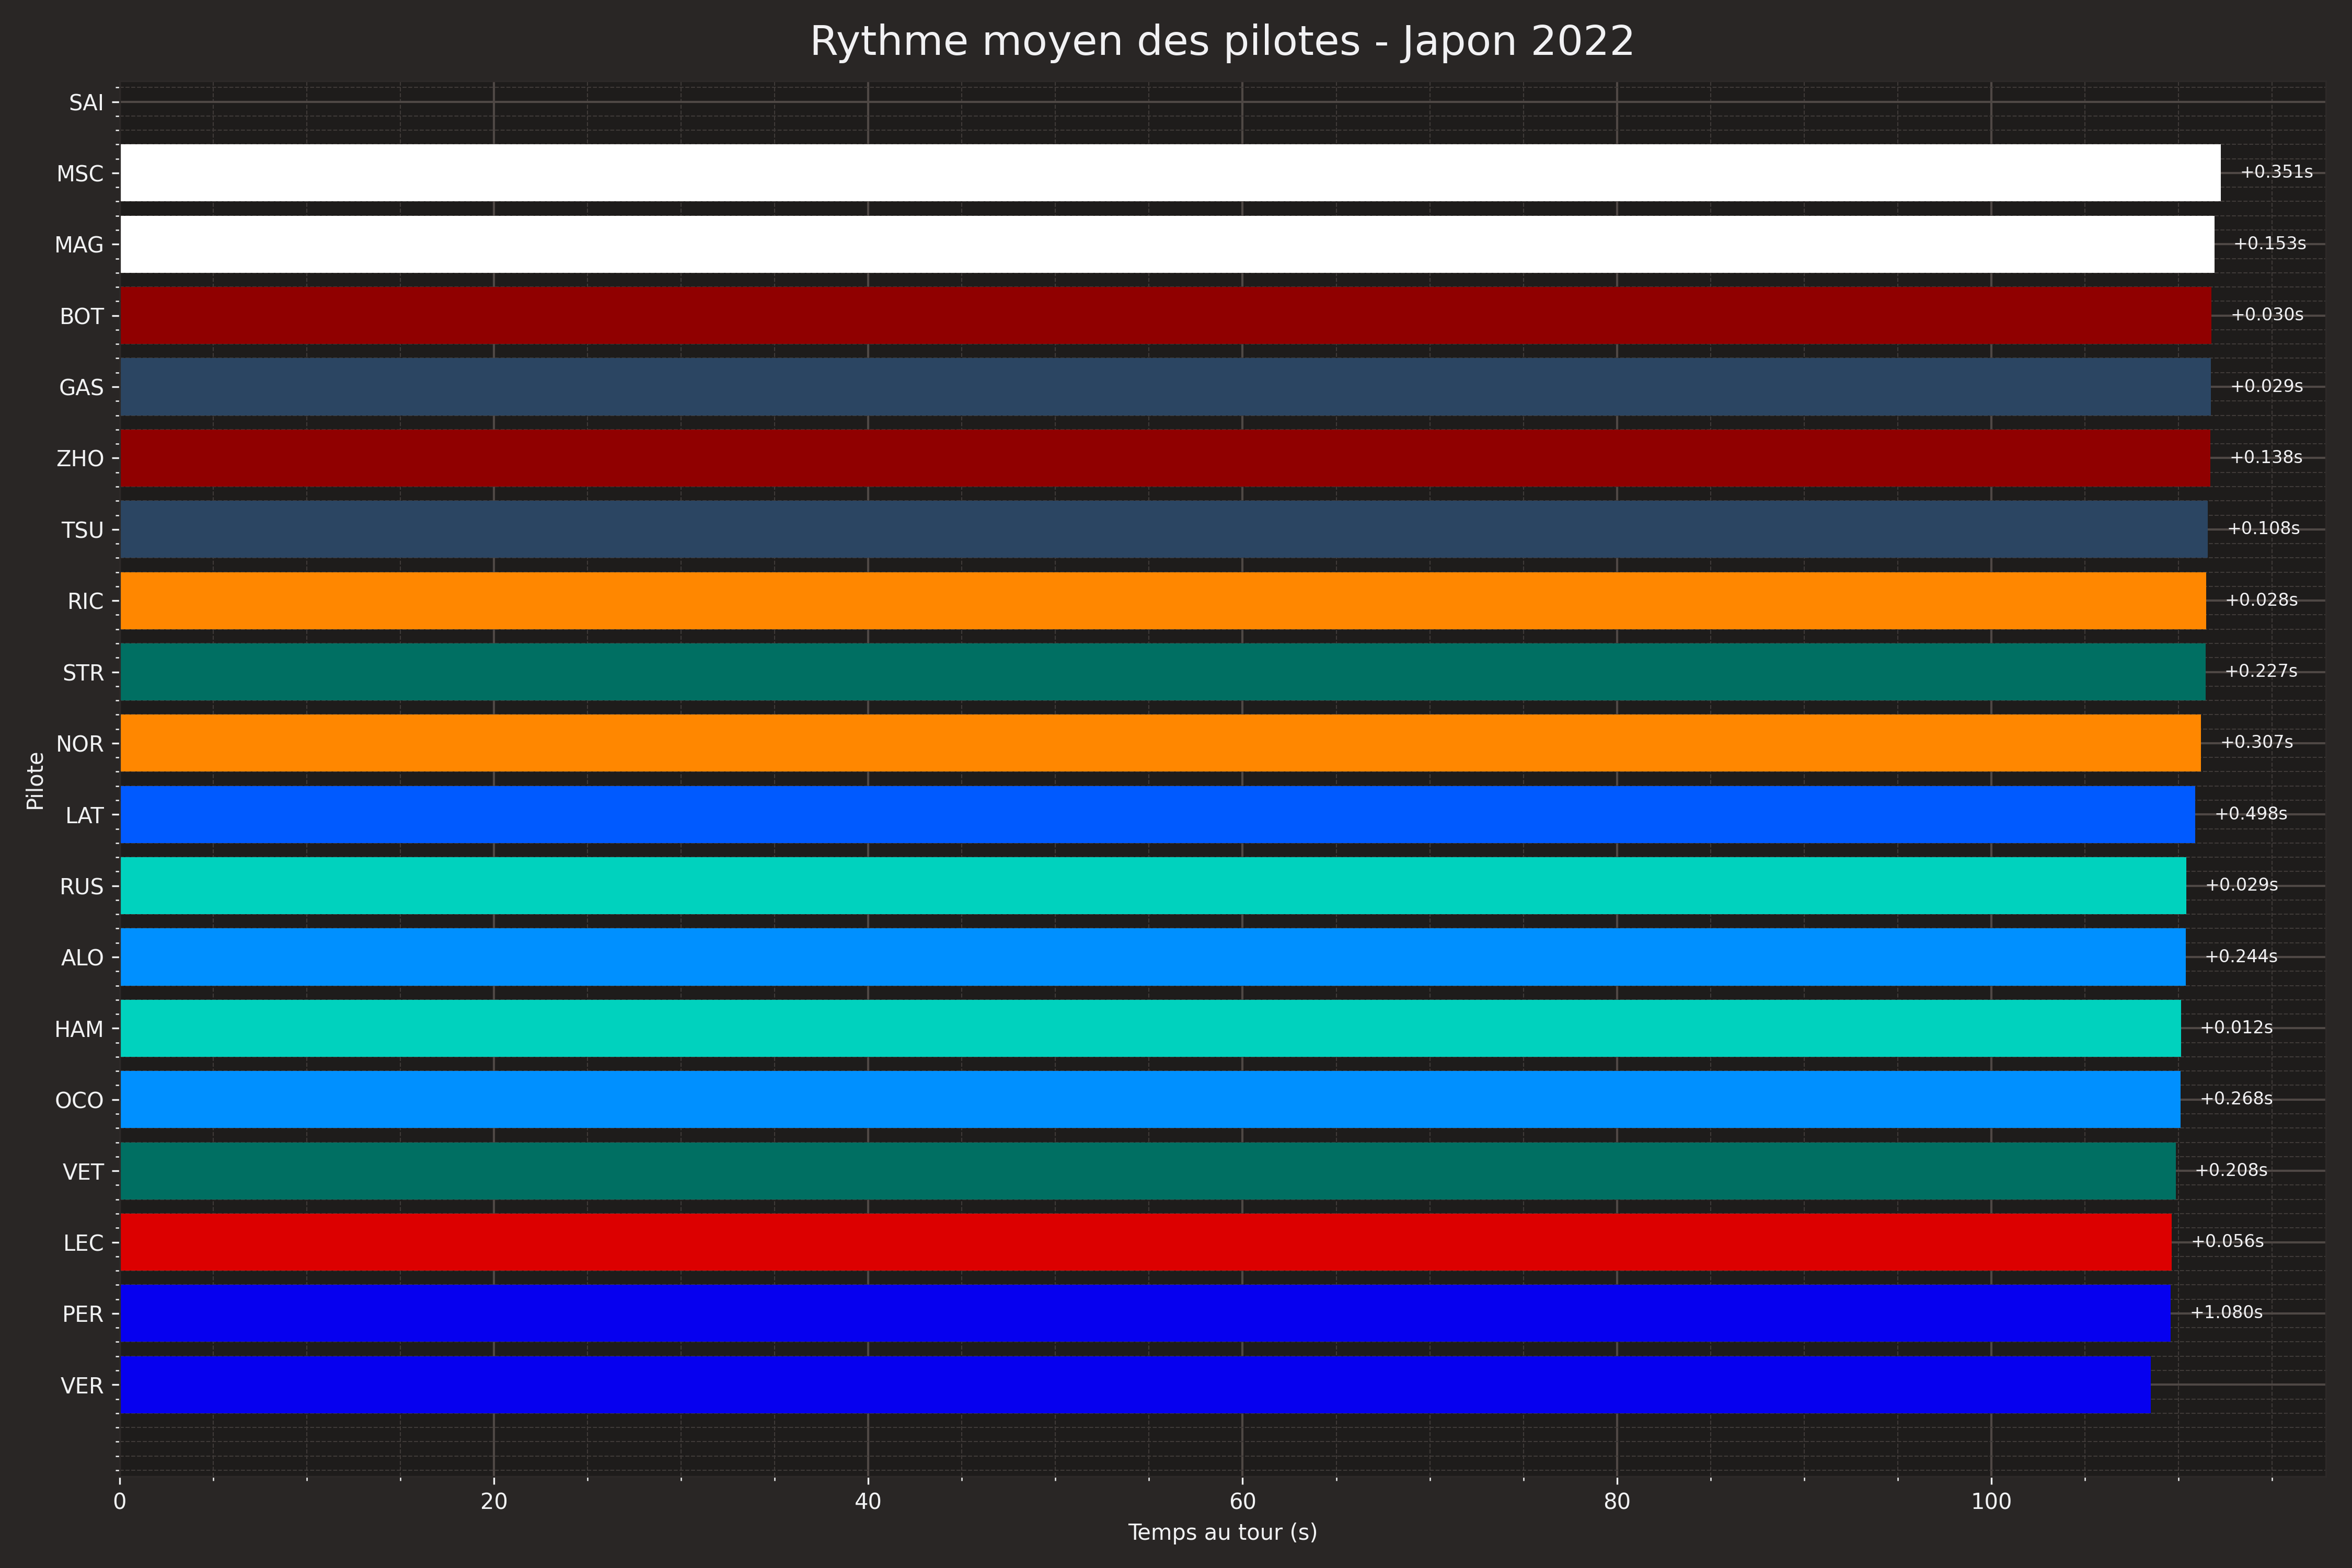 Rythme moyen des pilotes - Japon 2022
SAI
MSC +0.351s
MAG +0.153s
BOT +0.030s
GAS +0.029s
ZHO +0.138s
TSU +0.108s
RIC +0.028s
STR +0.227s
NOR +0.307s
LAT +0.498s
RUS +0.029s
ALO +0.244s
HAM +0.012s
OCO +0.268s
VET +0.208s
LEC +0.056s
PER +1.080s
VER
Pilote
0 20 40 60 80 100
Temps au tour (s)